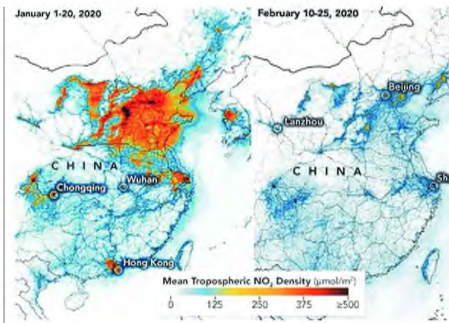 January 1-20, 2020
February 10-25, 2020
Beijing
Lanzhou
CHINA
CHINA
Wuhan
Chongqing
Sh
Hong Kong
Mean Tropospheric NO₂ Density (μmol/m²)
0 125 250 375 ≥500